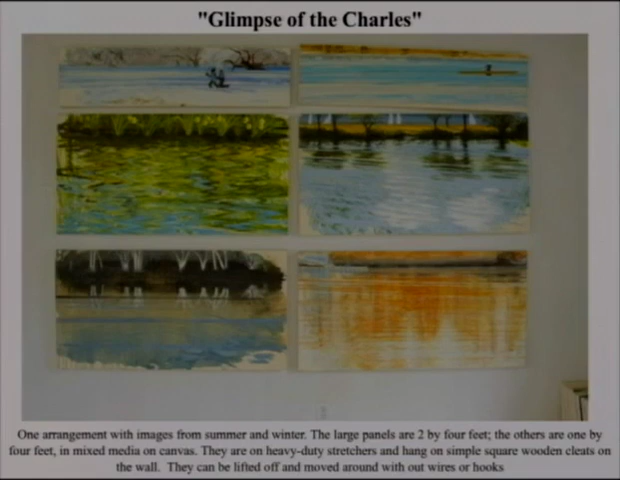 "Glimpse of the Charles"
One arrangement with images from summer and winter. The large panels are 2 by four feet; the others are one by
four feet, in mixed media on canvas. They are on heavy-duty stretchers and hang on simple square wooden cleats on
the wall.  They can be lifted off and moved around with out wires or hooks